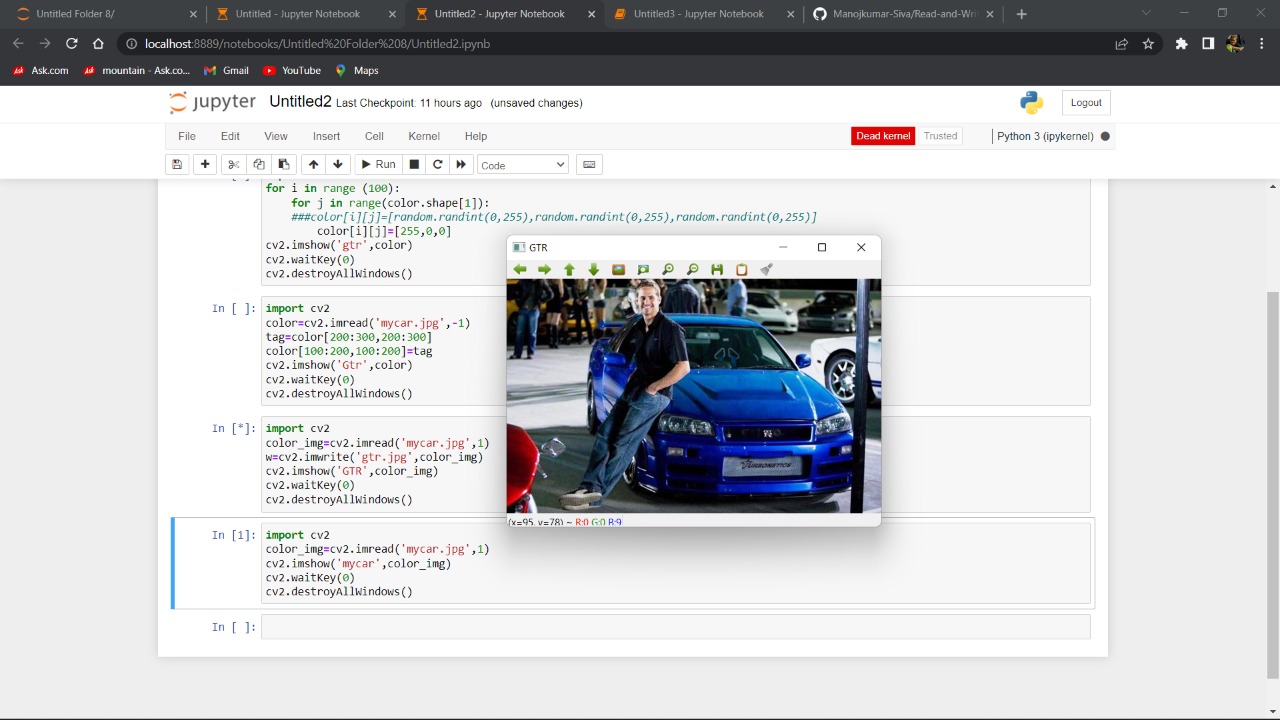 Untitled Folder 8/
Untitled - Jupyter Notebook
Untitled2 - Jupyter Notebook
Untitled3 - Jupyter Notebook
Manojkumar-Siva/Read-and-Wri
localhost:8889/notebooks/Untitled%20Folder%208/Untitled2.ipynb
Ask Ask.com
Ask mountain - Ask.co...
Gmail
YouTube
Maps
jupyter Untitled2 Last Checkpoint: 11 hours ago (unsaved changes)
Logout
File Edit View Insert Cell Kernel Help
Dead kernel Trusted Python 3 (ipykernel)
Run Code
for i in range (100):
for j in range(color.shape[1]):
###color[i][j]=[random.randint(0,255),random.randint(0,255),random.randint(0,255)]
color[i][j]=[255,0,0]
cv2.imshow('gtr',color)
cv2.waitKey(0)
cv2.destroyAllWindows()
In [ ]: import cv2
color=cv2.imread('mycar.jpg',-1)
tag=color[200:300,200:300]
color[100:200,100:200]=tag
cv2.imshow('Gtr',color)
cv2.waitKey(0)
cv2.destroyAllWindows()
In [*]: import cv2
color_img=cv2.imread('mycar.jpg',1)
w=cv2.imwrite('gtr.jpg',color_img)
cv2.imshow('GTR',color_img)
cv2.waitKey(0)
cv2.destroyAllWindows()
In [1]: import cv2
color_img=cv2.imread('mycar.jpg',1)
cv2.imshow('mycar',color_img)
cv2.waitKey(0)
cv2.destroyAllWindows()
In [ ]:
GTR
TURBONETICS
(x=95, y=78) ~ R:0 G:0 B:9